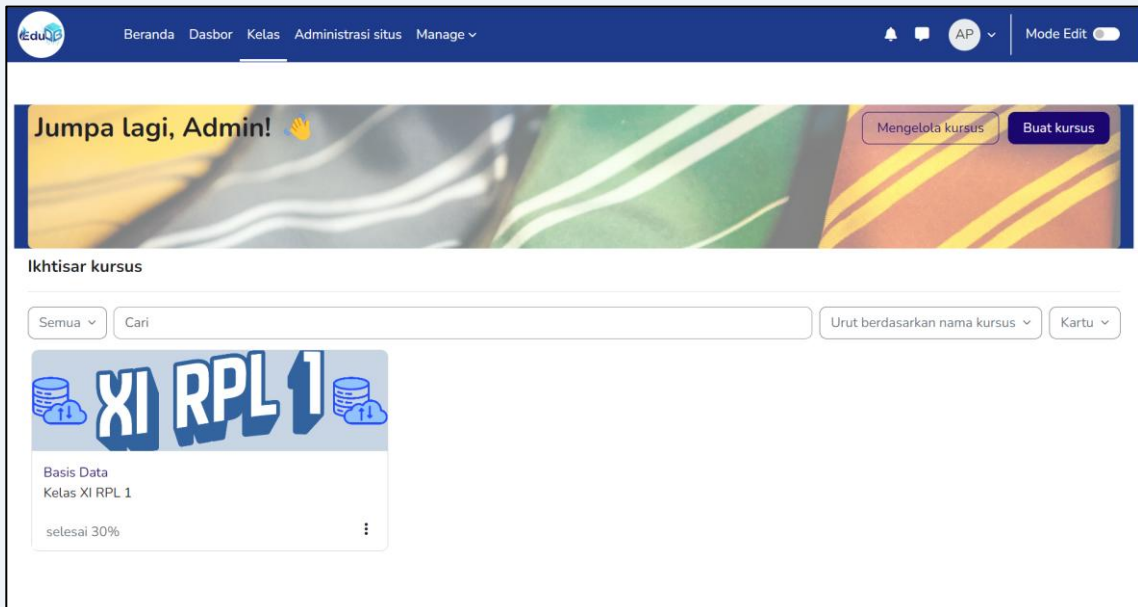 EduDB
Beranda Dasbor Kelas Administrasi situs Manage AP Mode Edit
Jumpa lagi, Admin! Mengelola kursus Buat kursus
Ikhtisar kursus
Semua Cari Urut berdasarkan nama kursus Kartu
XI RPL 1
Basis Data
Kelas XI RPL 1
selesai 30%